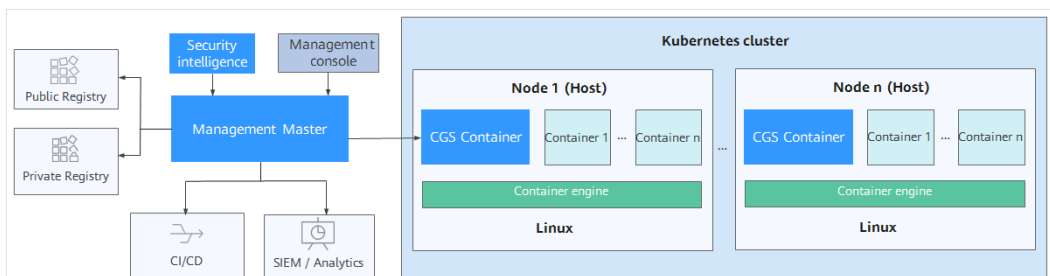 Public Registry
Private Registry
Security
intelligence
Management
console
Management Master
CI/CD
SIEM / Analytics
Kubernetes cluster
Node 1 (Host)
CGS Container
Container 1
...
Container n
Container engine
Linux
...
Node n (Host)
CGS Container
Container
1
...
Container n
Container engine
Linux